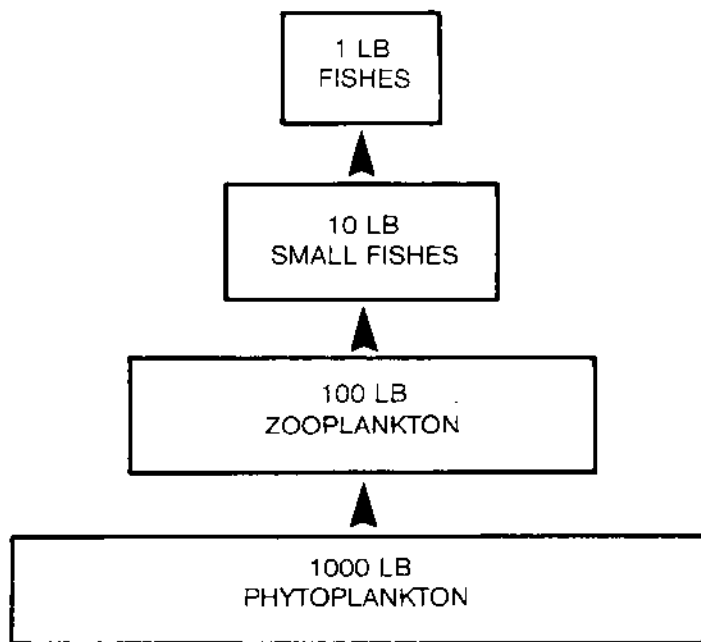 1 LB
FISHES
10 LB
SMALL FISHES
100 LB
ZOOPLANKTON
1000 LB
PHYTOPLANKTON